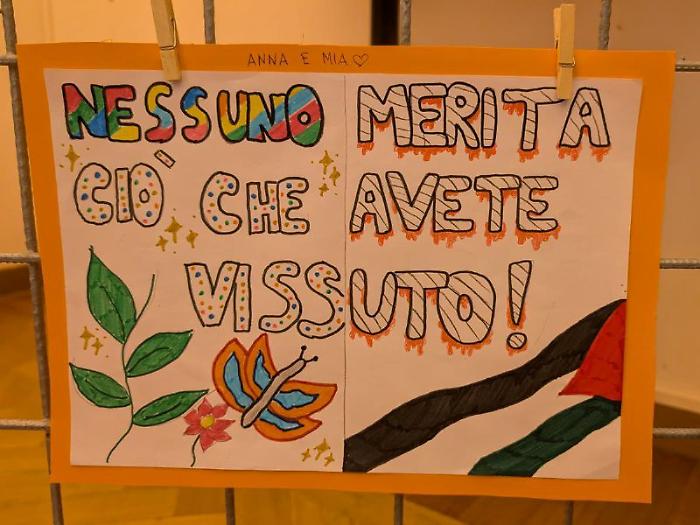 ANNA E MIA♡
NESSUNO MERITA
CIÒ CHE AVETE
VISSUTO!